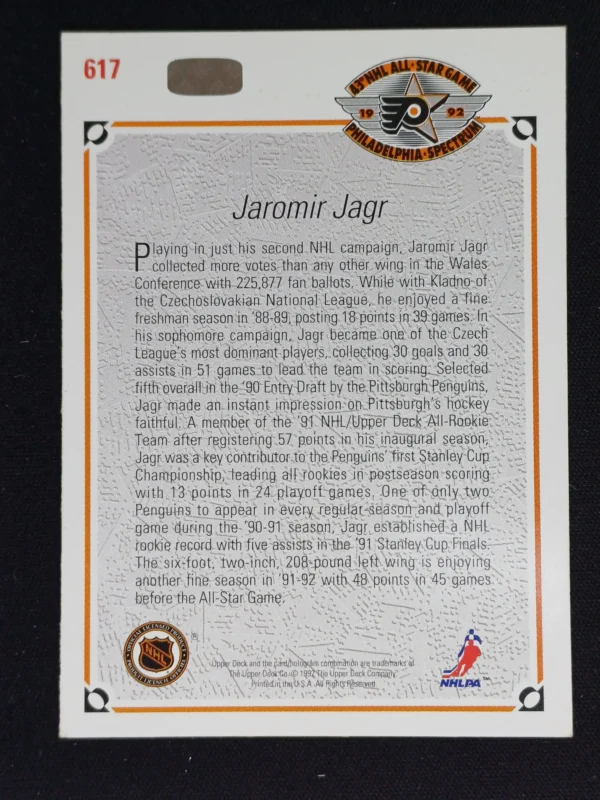 617
43RD NHL ALL·STAR GAME
1992
PHILADELPHIA·SPECTRUM
Jaromir Jagr
Playing in just his second NHL campaign, Jaromir Jagr
collected more votes than any other wing in the Wales
Conference with 225,877 fan ballots. While with Kladno of
the Czechoslovakian National League, he enjoyed a fine
freshman season in '88-89, posting 18 points in 39 games. In
his sophomore campaign, Jagr became one of the Czech
League's most dominant players, collecting 30 goals and 30
assists in 51 games to lead the team in scoring. Selected
fifth overall in the '90 Entry Draft by the Pittsburgh Penguins,
Jagr made an instant impression on Pittsburgh's hockey
faithful. A member of the '91 NHL/Upper Deck All-Rookie
Team after registering 57 points in his inaugural season,
Jagr was a key contributor to the Penguins' first Stanley Cup
Championship, leading all rookies in postseason scoring
with 13 points in 24 playoff games. One of only two
Penguins to appear in every regular-season and playoff
game during the '90-91 season, Jagr established a NHL
rookie record with five assists in the '91 Stanley Cup Finals.
The six-foot, two-inch, 208-pound left wing is enjoying
another fine season in '91-92 with 48 points in 45 games
before the All-Star Game.
OFFICIAL LICENSED PRODUCT
NHL
®
Upper Deck and the card/hologram combination are trademarks of
The Upper Deck Co. © 1992 The Upper Deck Company.
Printed in the U.S.A. All Rights Reserved.
NHLPA™